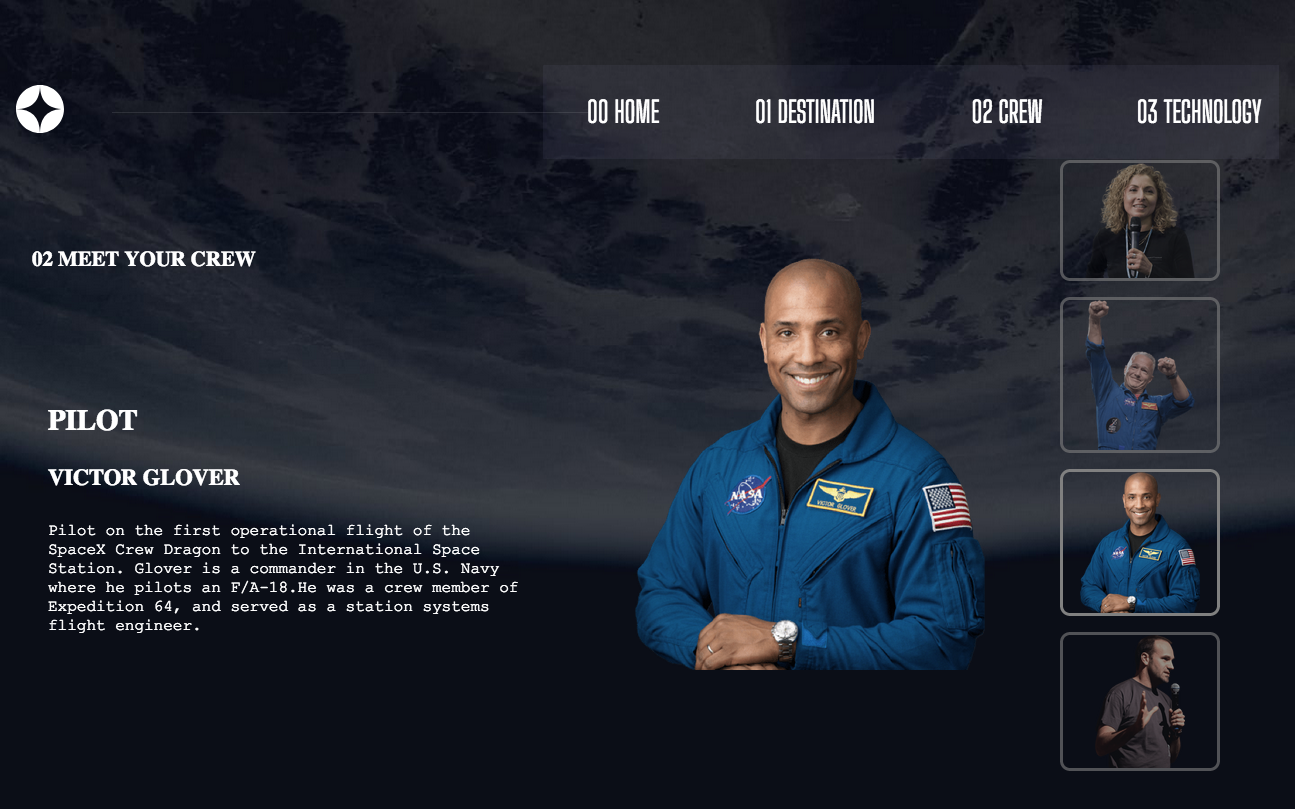 00 HOME 01 DESTINATION 02 CREW 03 TECHNOLOGY
02 MEET YOUR CREW
PILOT
VICTOR GLOVER
Pilot on the first operational flight of the
SpaceX Crew Dragon to the International Space
Station. Glover is a commander in the U.S. Navy
where he pilots an F/A-18.He was a crew member of
Expedition 64, and served as a station systems
flight engineer.
NASA
VICTOR GLOVER